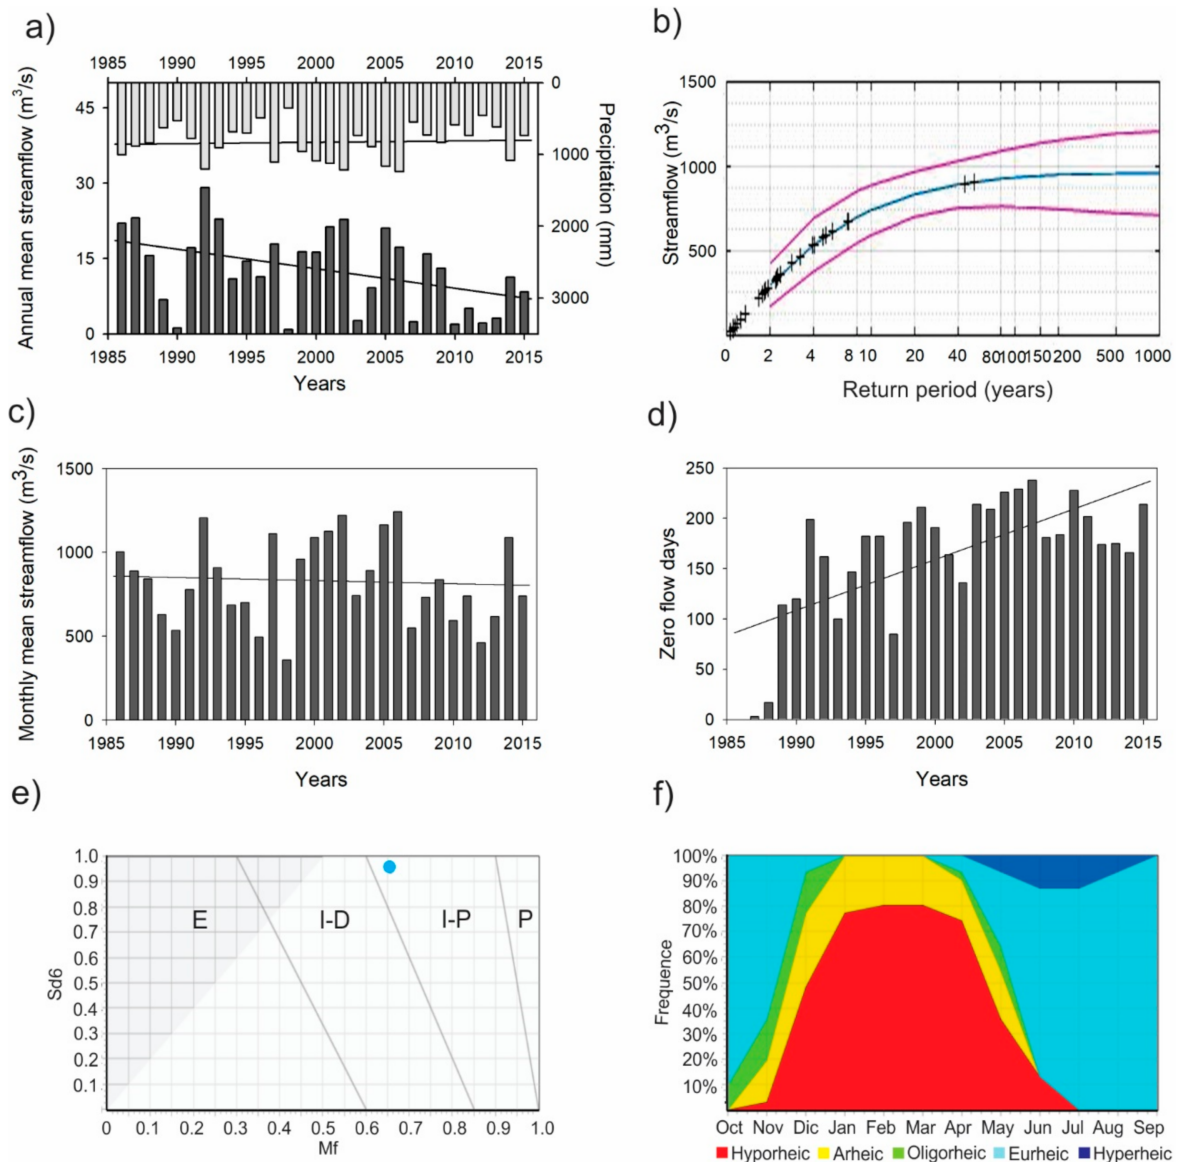 a)
1985 1990 1995 2000 2005 2010 2015
Annual mean streamflow (m³/s)
45
30
15
0
0
1000
2000
3000
Precipitation (mm)
1985 1990 1995 2000 2005 2010 2015
Years
b)
Streamflow (m³/s)
1500
1000
500
0 2 4 8 10 20 40 80 100 150 200 500 1000
Return period (years)
c)
Monthly mean streamflow (m³/s)
1500
1000
500
0
1985 1990 1995 2000 2005 2010 2015
Years
d)
Zero flow days
250
200
150
100
50
0
1985 1990 1995 2000 2005 2010 2015
Years
e)
Sd6
1.0
0.9
0.8
0.7
0.6
0.5
0.4
0.3
0.2
0.1
E I-D I-P P
0 0.1 0.2 0.3 0.4 0.5 0.6 0.7 0.8 0.9 1.0
Mf
f)
Frequence
100%
90%
80%
70%
60%
50%
40%
30%
20%
10%
Oct Nov Dic Jan Feb Mar Apr May Jun Jul Aug Sep
Hyporheic Arheic Oligorheic Eurheic Hyperheic